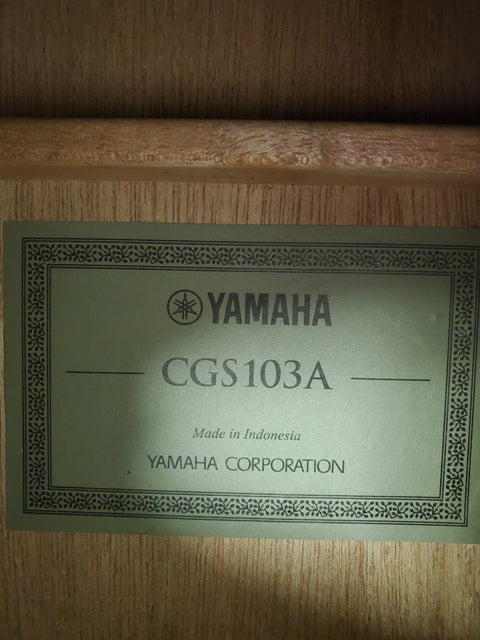 YAMAHA
CGS103A
Made in Indonesia
YAMAHA CORPORATION